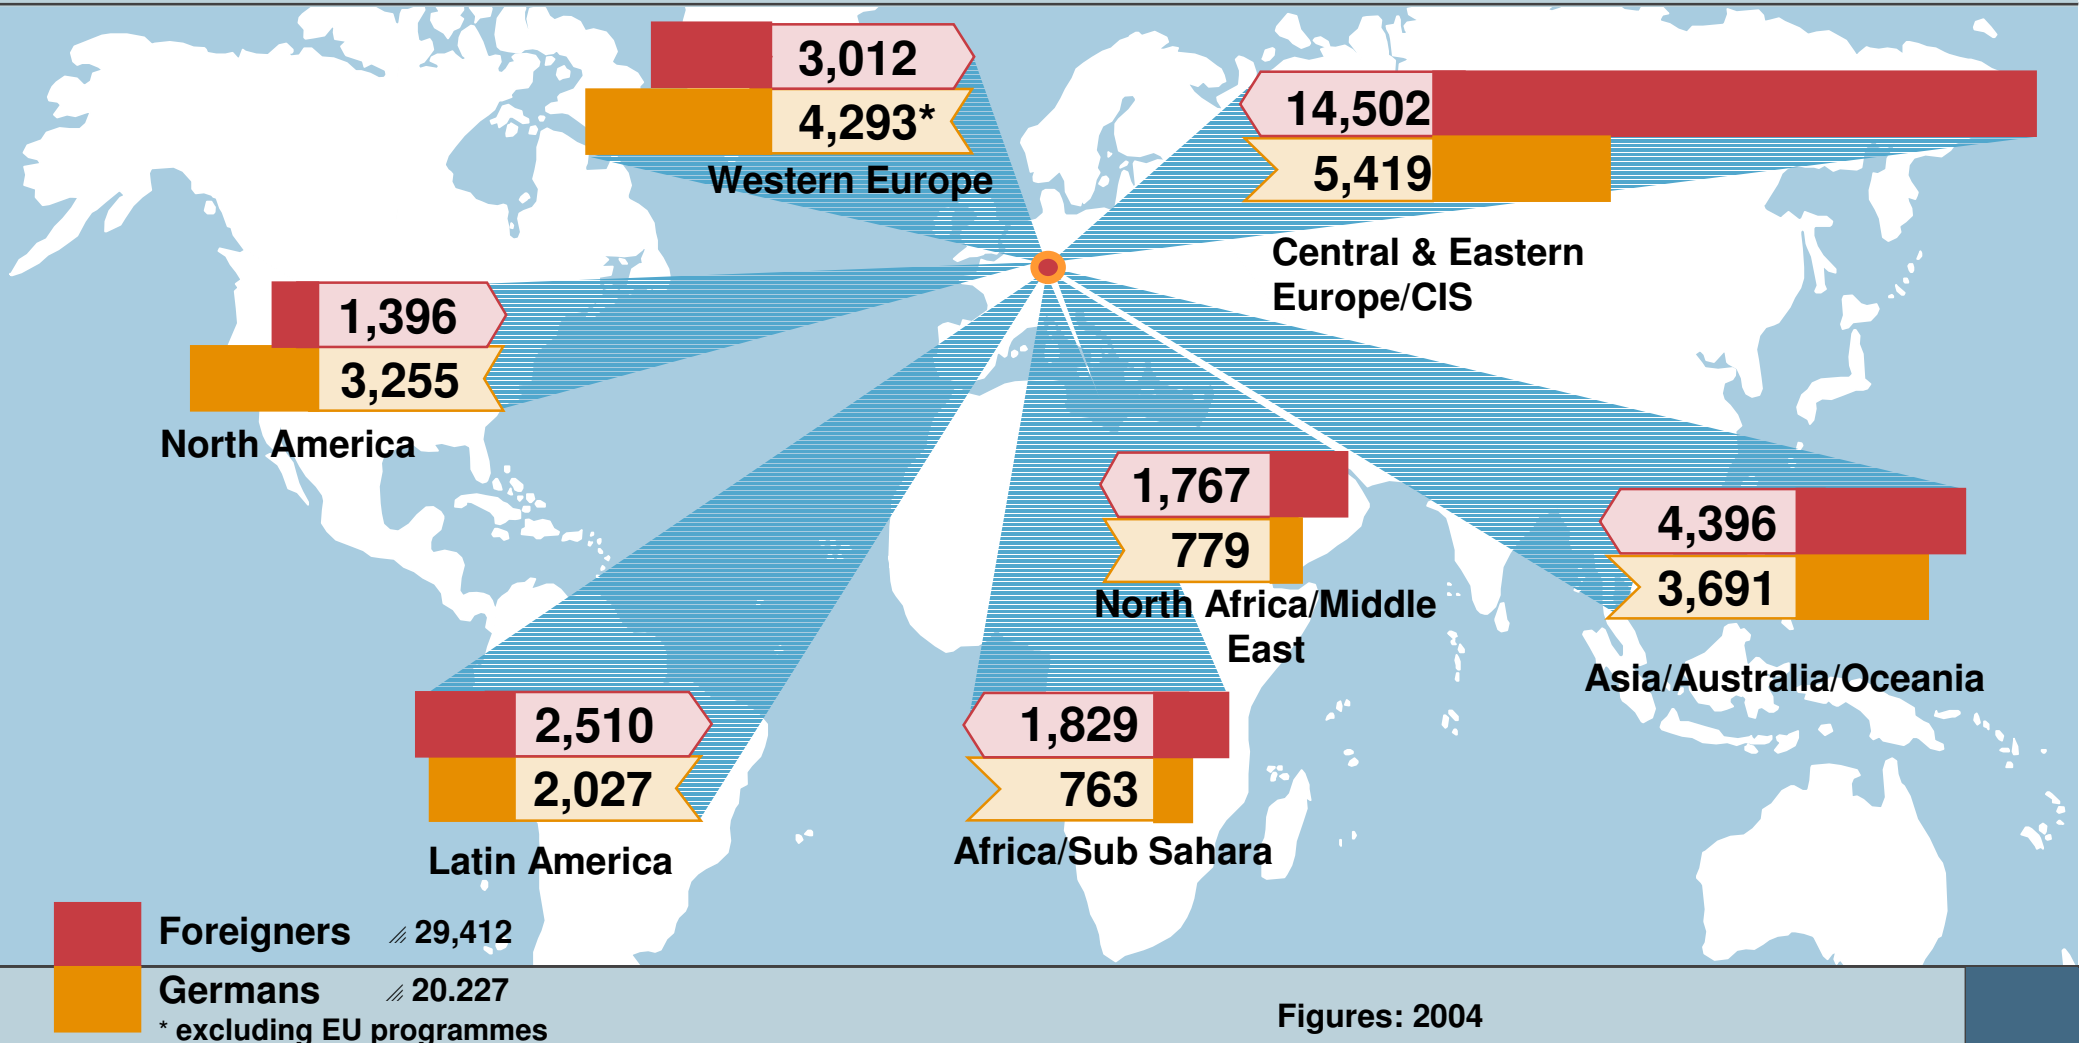 3,012
4,293*
Western Europe
14,502
5,419
Central & Eastern
Europe/CIS
1,396
3,255
North America
1,767
779
North Africa/Middle
East
4,396
3,691
Asia/Australia/Oceania
2,510
2,027
Latin America
1,829
763
Africa/Sub Sahara
Foreigners 29,412
Germans 20.227
* excluding EU programmes
Figures: 2004